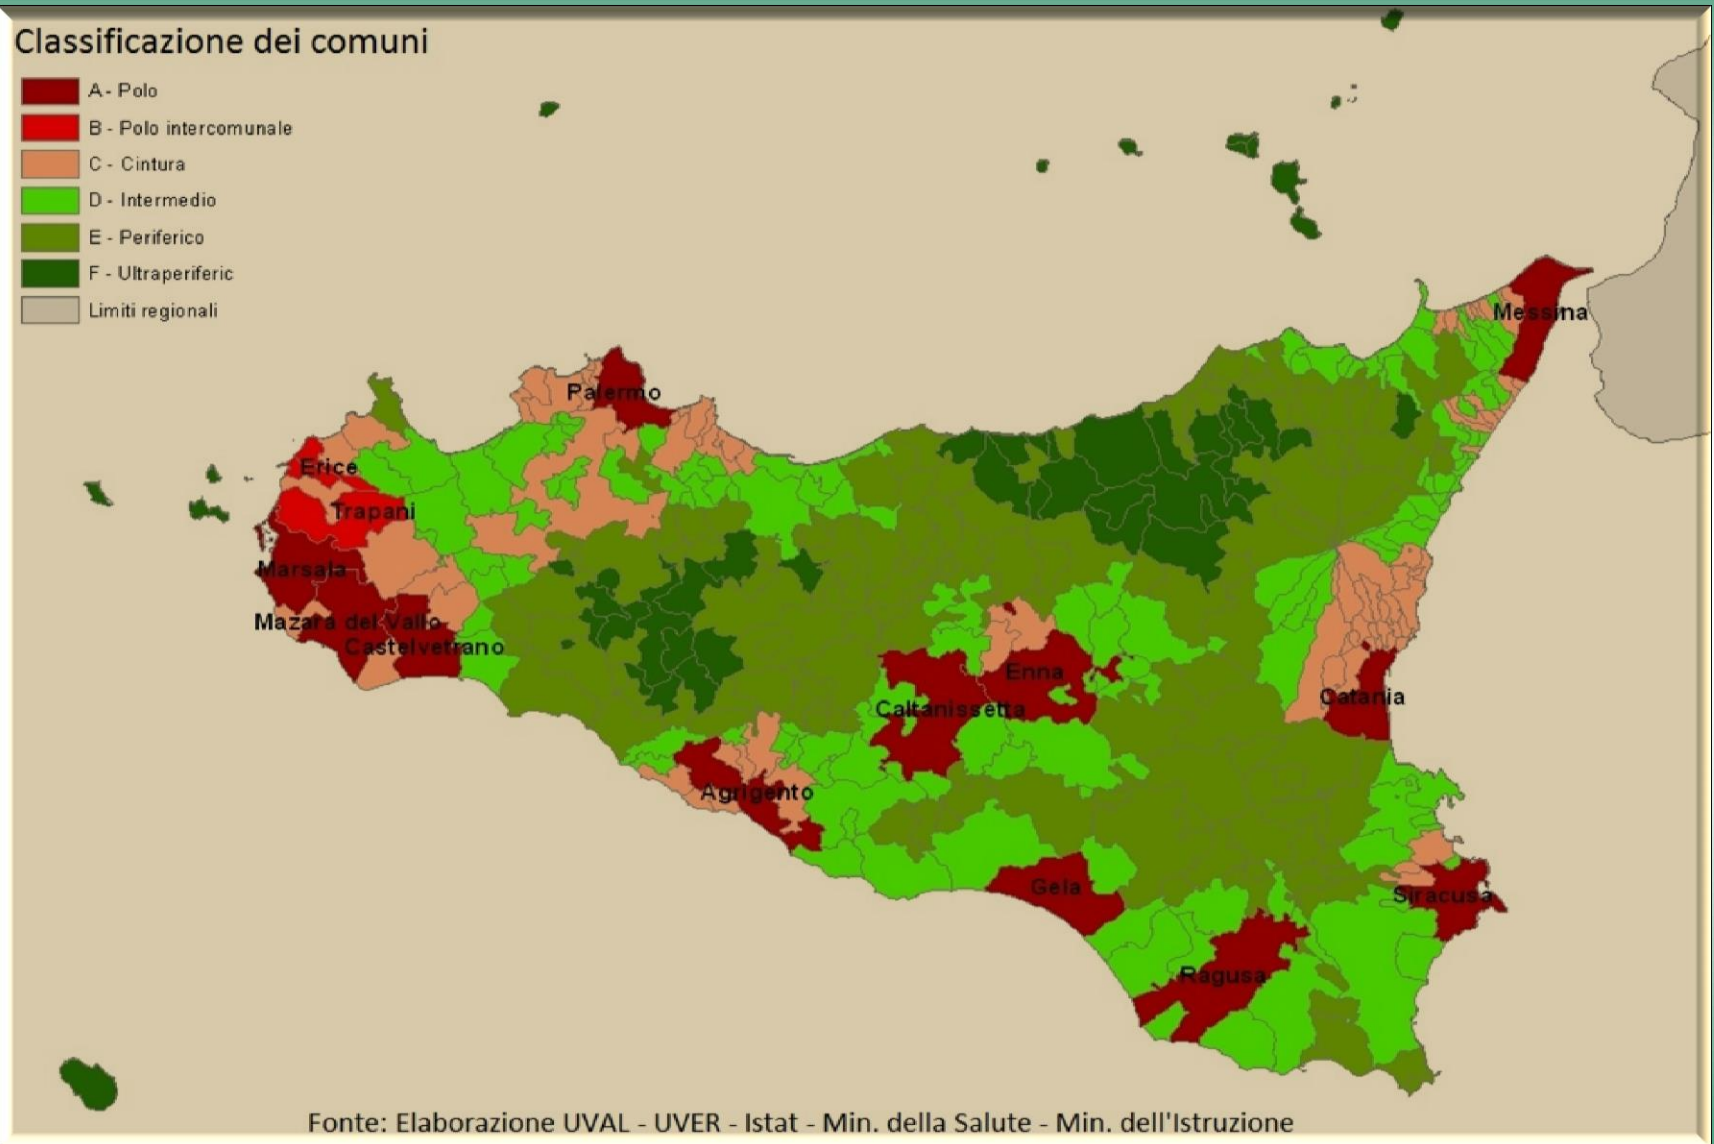 Classificazione dei comuni
A - Polo
B - Polo intercomunale
C - Cintura
D - Intermedio
E - Periferico
F - Ultraperiferic
Limiti regionali
Messina
Palermo
Erice
Trapani
Marsala
Mazara del Vallo
Castelvetrano
Enna
Catania
Caltanissetta
Agrigento
Gela
Siracusa
Ragusa
Fonte: Elaborazione UVAL - UVER - Istat - Min. della Salute - Min. dell'Istruzione